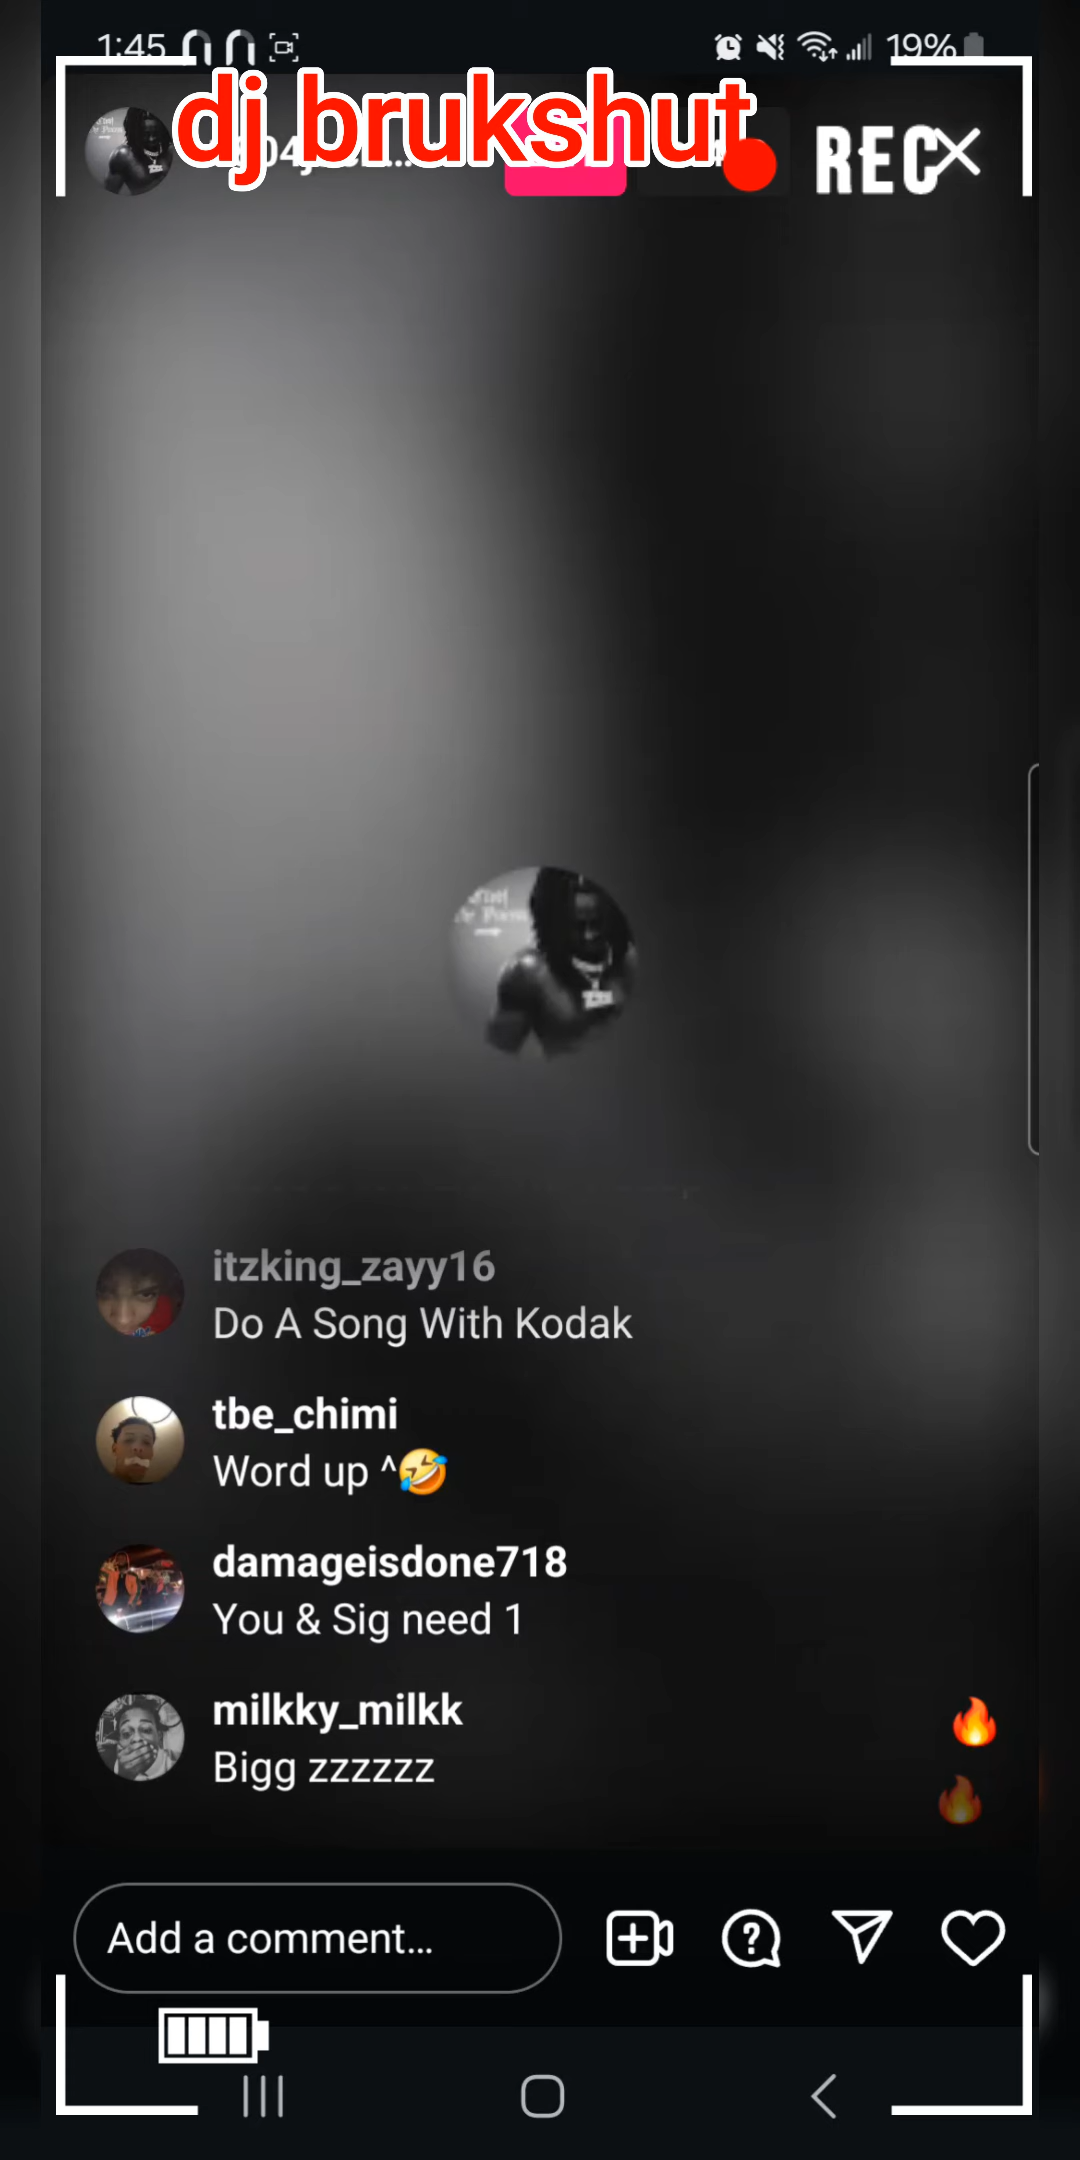 1:45
19%
dj brukshut
REC
itzking_zayy16
Do A Song With Kodak
tbe_chimi
Word up ^🤣
damageisdone718
You & Sig need 1
milkky_milkk
Bigg zzzzzz
Add a comment...